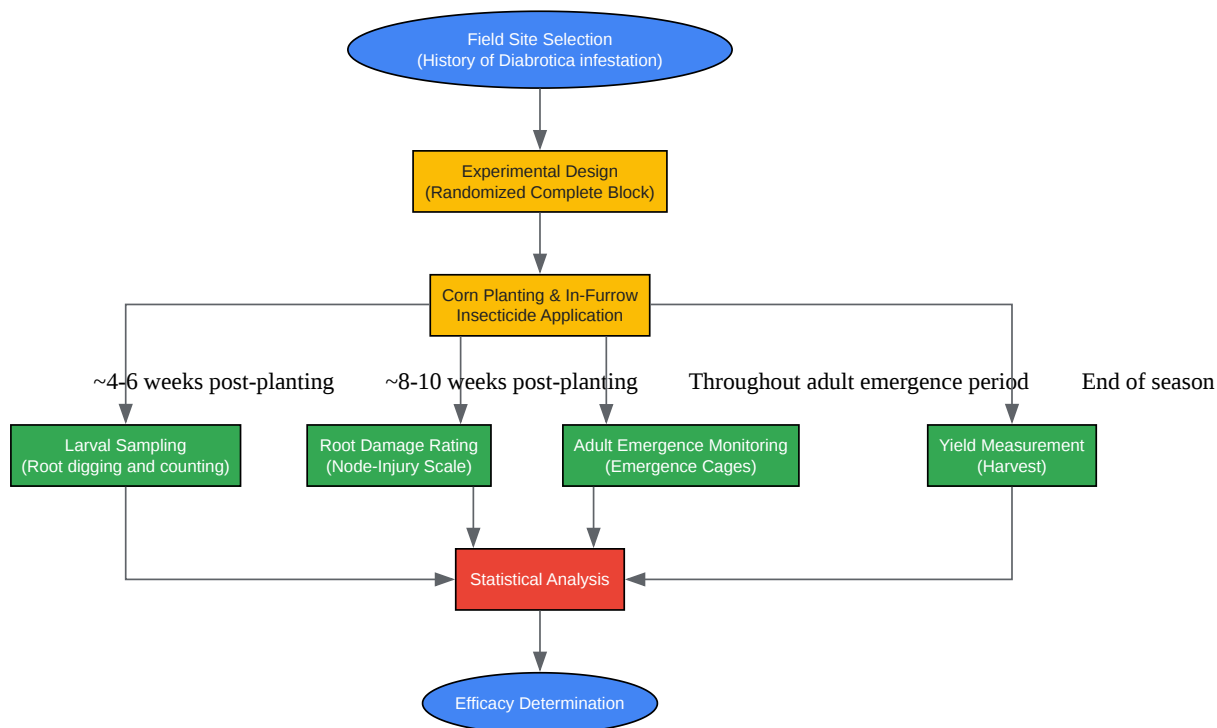 Field Site Selection
(History of Diabrotica infestation)
Experimental Design
(Randomized Complete Block)
Corn Planting & In-Furrow
Insecticide Application
~4-6 weeks post-planting
~8-10 weeks post-planting
Throughout adult emergence period
End of season
Larval Sampling
(Root digging and counting)
Root Damage Rating
(Node-Injury Scale)
Adult Emergence Monitoring
(Emergence Cages)
Yield Measurement
(Harvest)
Statistical Analysis
Efficacy Determination